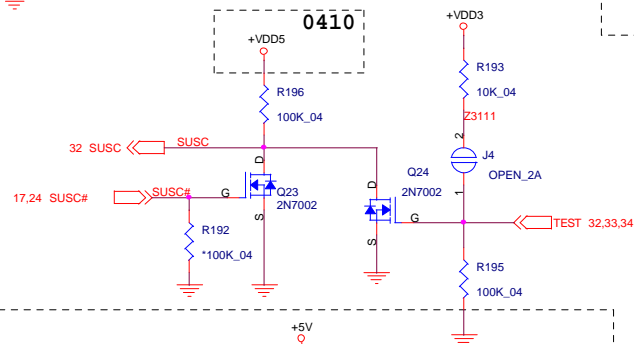 0410
+VDD5
+VDD3
R196
100K_04
R193
10K_04
Z3111
2
J4
OPEN_2A
1
32 SUSC
SUSC
D
Q23
2N7002
G
S
17,24 SUSC#
SUSC#
R192
*100K_04
Q24
2N7002
D
G
S
TEST 32,33,34
R195
100K_04
+5V